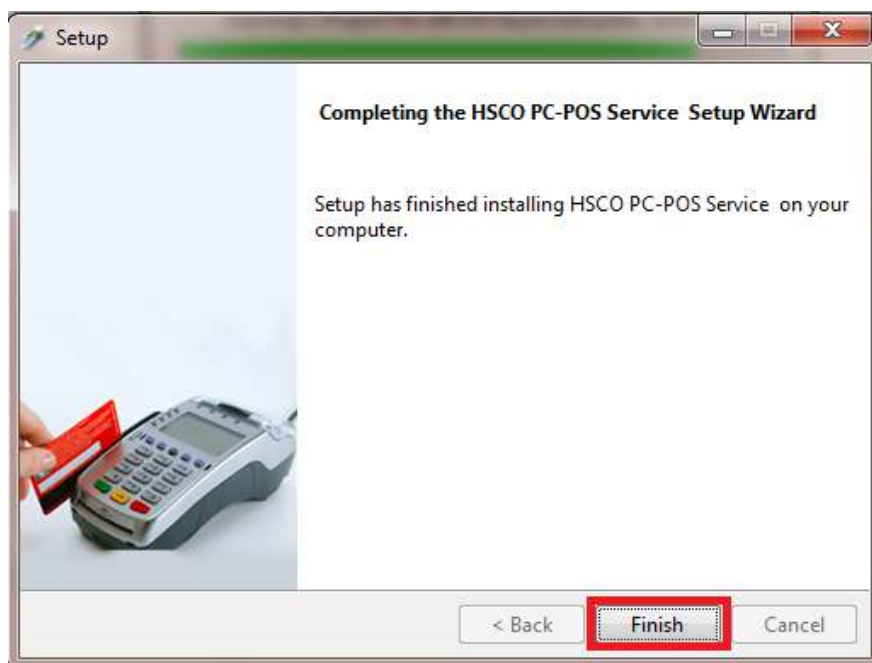 Setup
Completing the HSCO PC-POS Service Setup Wizard
Setup has finished installing HSCO PC-POS Service on your
computer.
< Back Finish Cancel